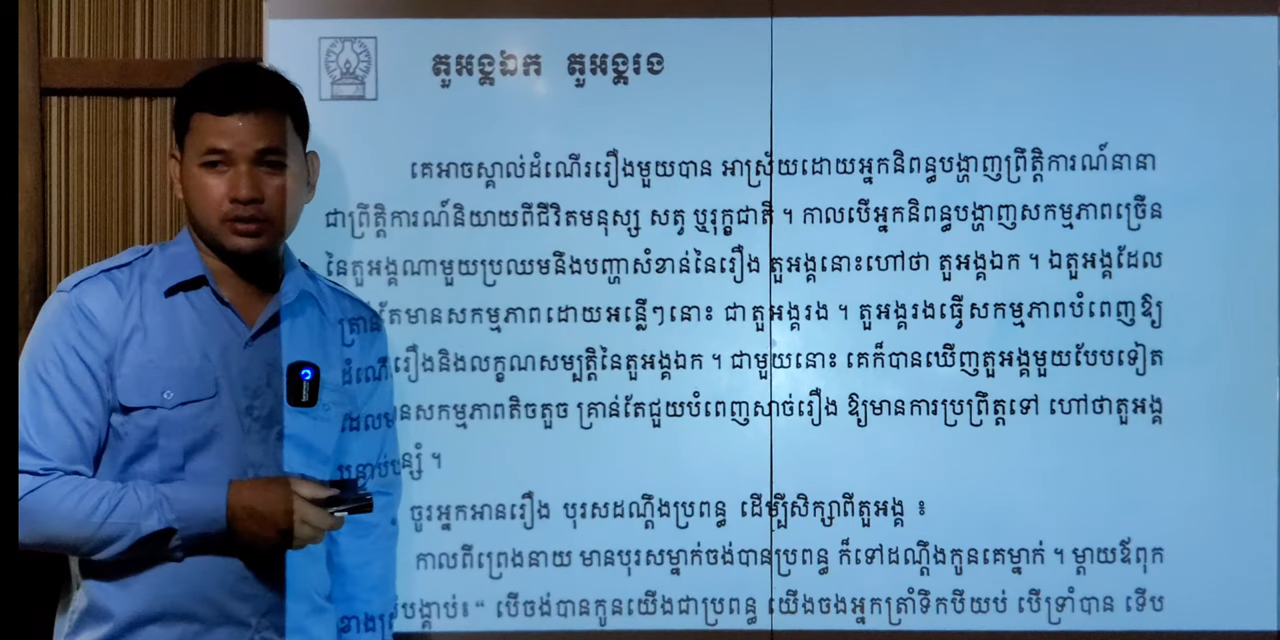 តួអង្គឯក តួអង្គរង
គេអាចស្គាល់ដំណើររឿងមួយបាន អាស្រ័យដោយអ្នកនិពន្ធបង្ហាញព្រឹត្តិការណ៍នានា
ជាព្រឹត្តិការណ៍និយាយពីជីវិតមនុស្ស សត្វ ឬរុក្ខជាតិ ។ កាលបើអ្នកនិពន្ធបង្ហាញសកម្មភាពច្រើន
នៃតួអង្គណាមួយប្រឈមនឹងបញ្ហាសំខាន់នៃរឿង តួអង្គនោះហៅថា តួអង្គឯក ។ ឯតួអង្គដែល
គ្រាន់តែមានសកម្មភាពដោយអន្លើៗនោះ ជាតួអង្គរង ។ តួអង្គរងធ្វើសកម្មភាពបំពេញឱ្យ
ដំណើររឿងនិងលក្ខណសម្បត្តិនៃតួអង្គឯក ។ ជាមួយនោះ គេក៏បានឃើញតួអង្គមួយបែបទៀត
ដែលមានសកម្មភាពតិចតួច គ្រាន់តែជួយបំពេញសាច់រឿង ឱ្យមានការប្រព្រឹត្តទៅ ហៅថាតួអង្គ
បន្ទាប់បន្សំ ។
ចូរអ្នកអានរឿង បុរសដណ្ដឹងប្រពន្ធ ដើម្បីសិក្សាពីតួអង្គ ៖
កាលពីព្រេងនាយ មានបុរសម្នាក់ចង់បានប្រពន្ធ ក៏ទៅដណ្ដឹងកូនគេម្នាក់ ។ ម្ដាយឪពុក
ខាងស្រីបង្គាប់៖“ បើចង់បានកូនយើងជាប្រពន្ធ យើងចងអ្នកត្រាំទឹកបីយប់ បើទ្រាំបាន ទើប